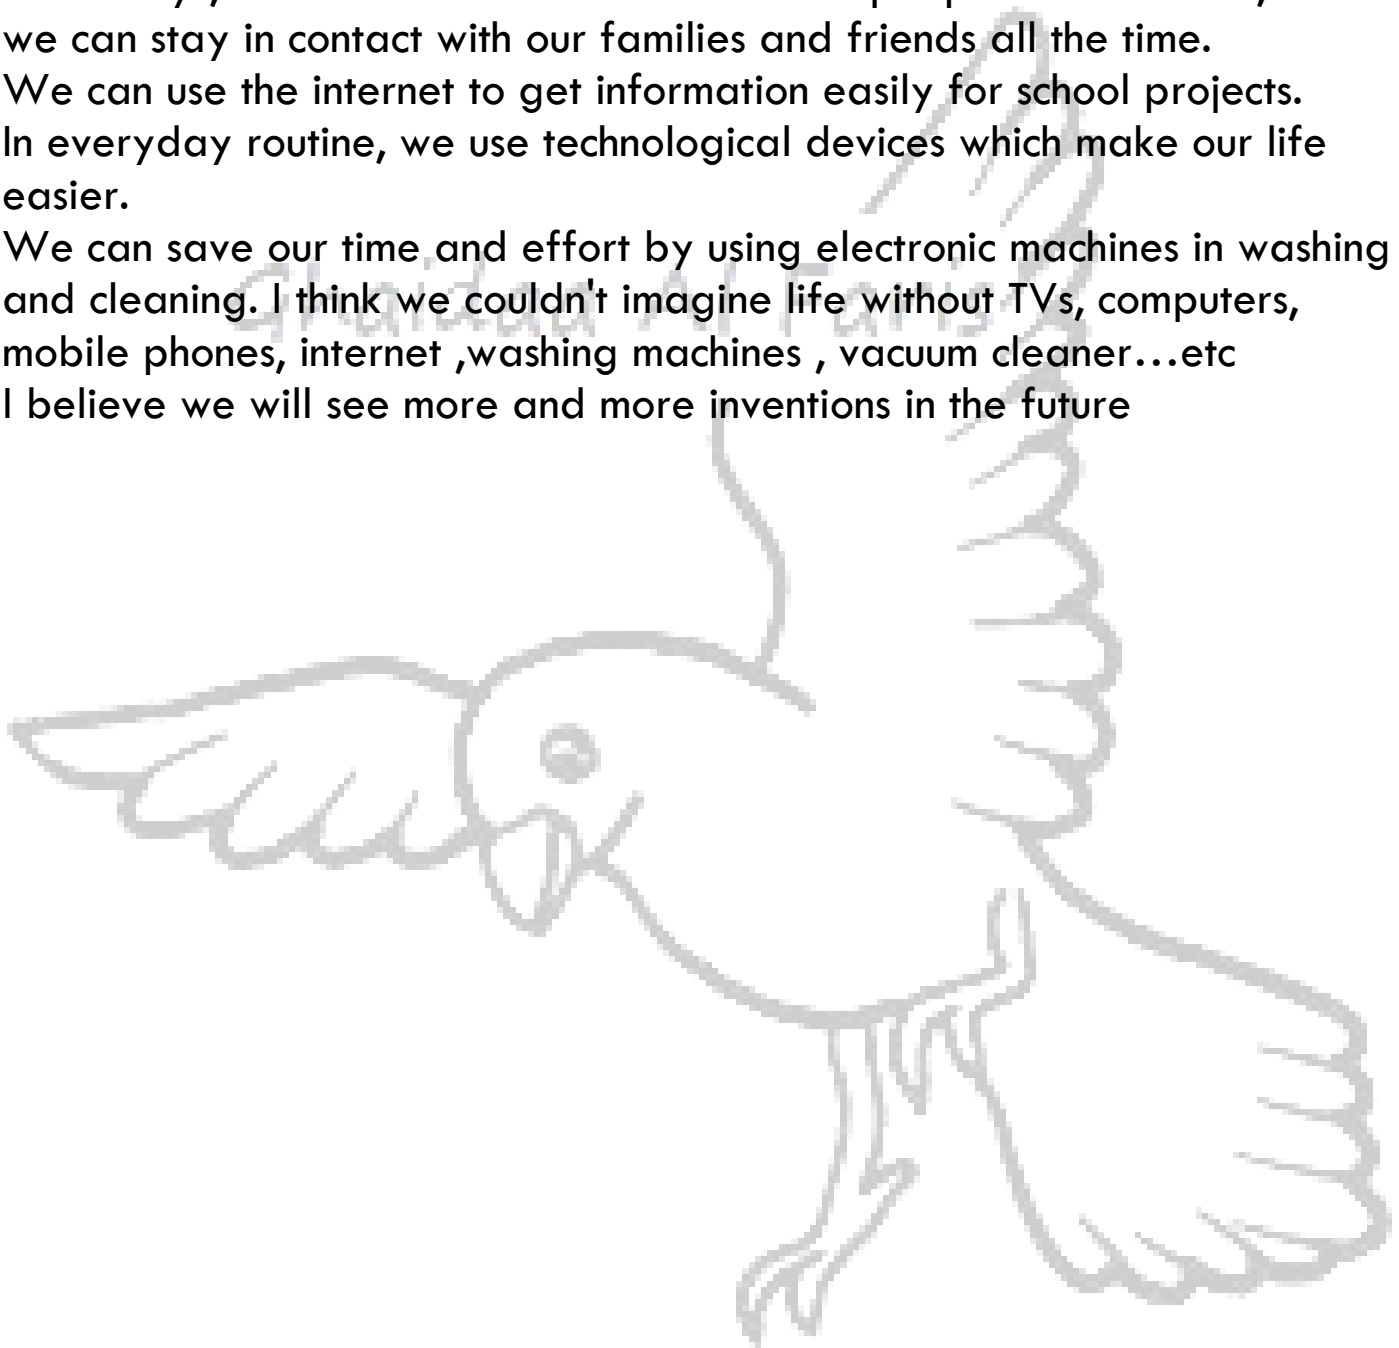 we can stay in contact with our families and friends all the time.
We can use the internet to get information easily for school projects.
In everyday routine, we use technological devices which make our life
easier.
We can save our time and effort by using electronic machines in washing
and cleaning. I think we couldn't imagine life without TVs, computers,
mobile phones, internet ,washing machines , vacuum cleaner...etc
I believe we will see more and more inventions in the future
Ghaidaa Al Faris